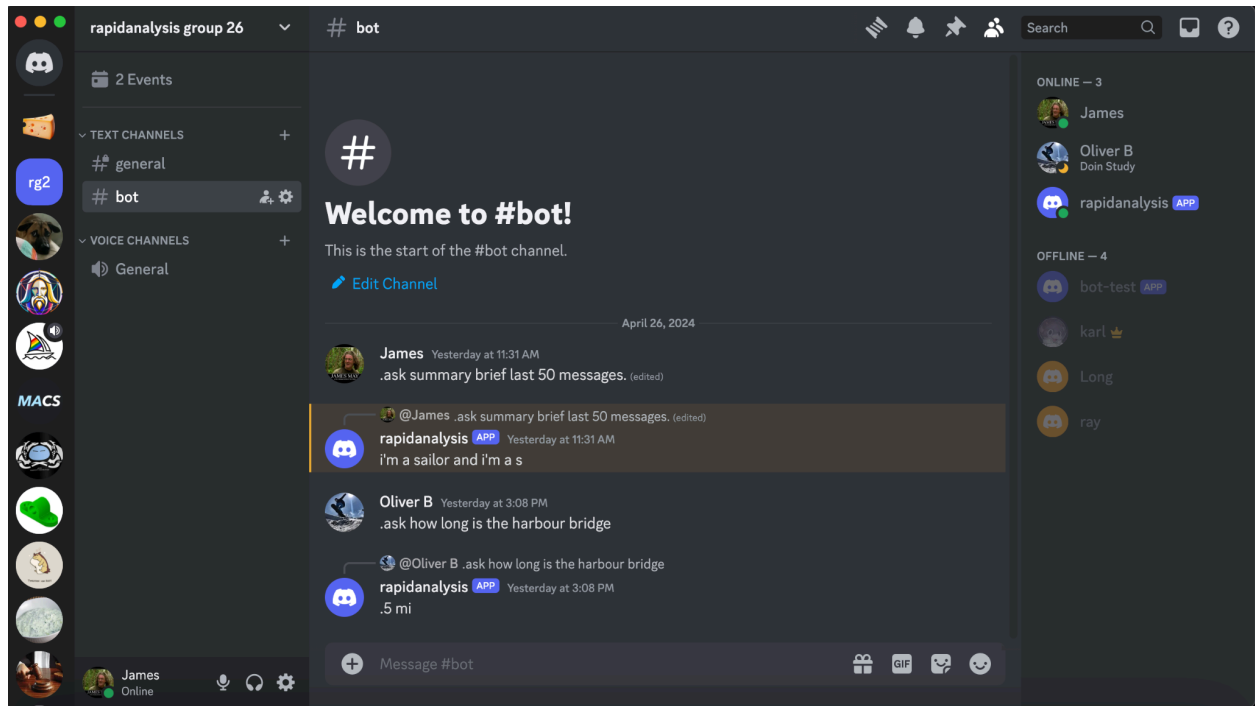 rapidanalysis group 26
# bot
Search
2 Events
TEXT CHANNELS
general
bot
VOICE CHANNELS
General
rg2
MACS
Welcome to #bot!
This is the start of the #bot channel.
Edit Channel
April 26, 2024
James Yesterday at 11:31 AM
.ask summary brief last 50 messages. (edited)
@James .ask summary brief last 50 messages. (edited)
rapidanalysis APP Yesterday at 11:31 AM
i'm a sailor and i'm a s
Oliver B Yesterday at 3:08 PM
.ask how long is the harbour bridge
@Oliver B .ask how long is the harbour bridge
rapidanalysis APP Yesterday at 3:08 PM
.5 mi
Message #bot
GIF
James
Online
ONLINE — 3
James
Oliver B
Doin Study
rapidanalysis APP
OFFLINE — 4
bot-test APP
karl
Long
ray